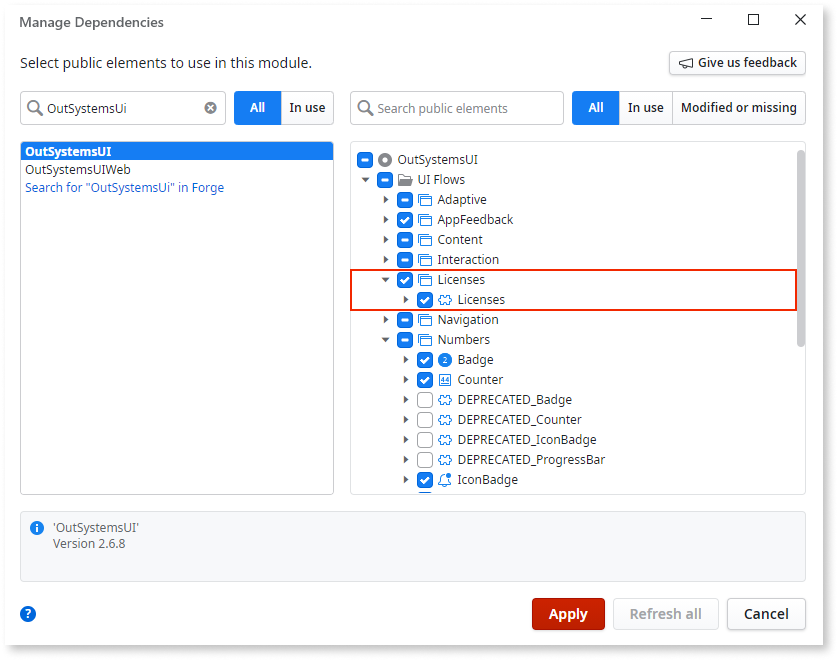 Manage Dependencies
Select public elements to use in this module.
Give us feedback
OutSystemsUi
All
In use
Search public elements
All
In use
Modified or missing
OutSystemsUI
OutSystemsUIWeb
Search for "OutSystemsUi" in Forge
OutSystemsUI
UI Flows
Adaptive
AppFeedback
Content
Interaction
Licenses
Licenses
Navigation
Numbers
2 Badge
44 Counter
DEPRECATED_Badge
DEPRECATED_Counter
DEPRECATED_IconBadge
DEPRECATED_ProgressBar
IconBadge
'OutSystemsUI'
Version 2.6.8
?
Apply
Refresh all
Cancel